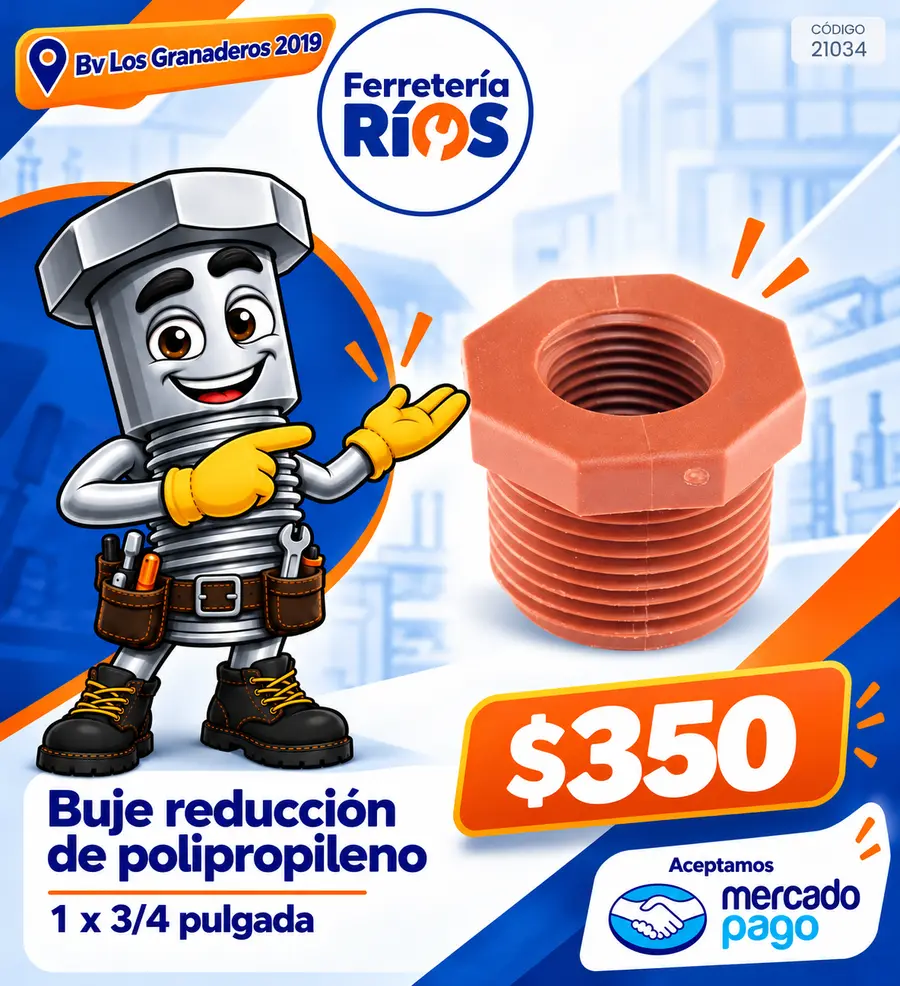 Bv Los Granaderos 2019
Ferretería
RÍOS
CÓDIGO
21034
$350
Buje reducción
de polipropileno
1 x 3/4 pulgada
Aceptamos
mercado
pago